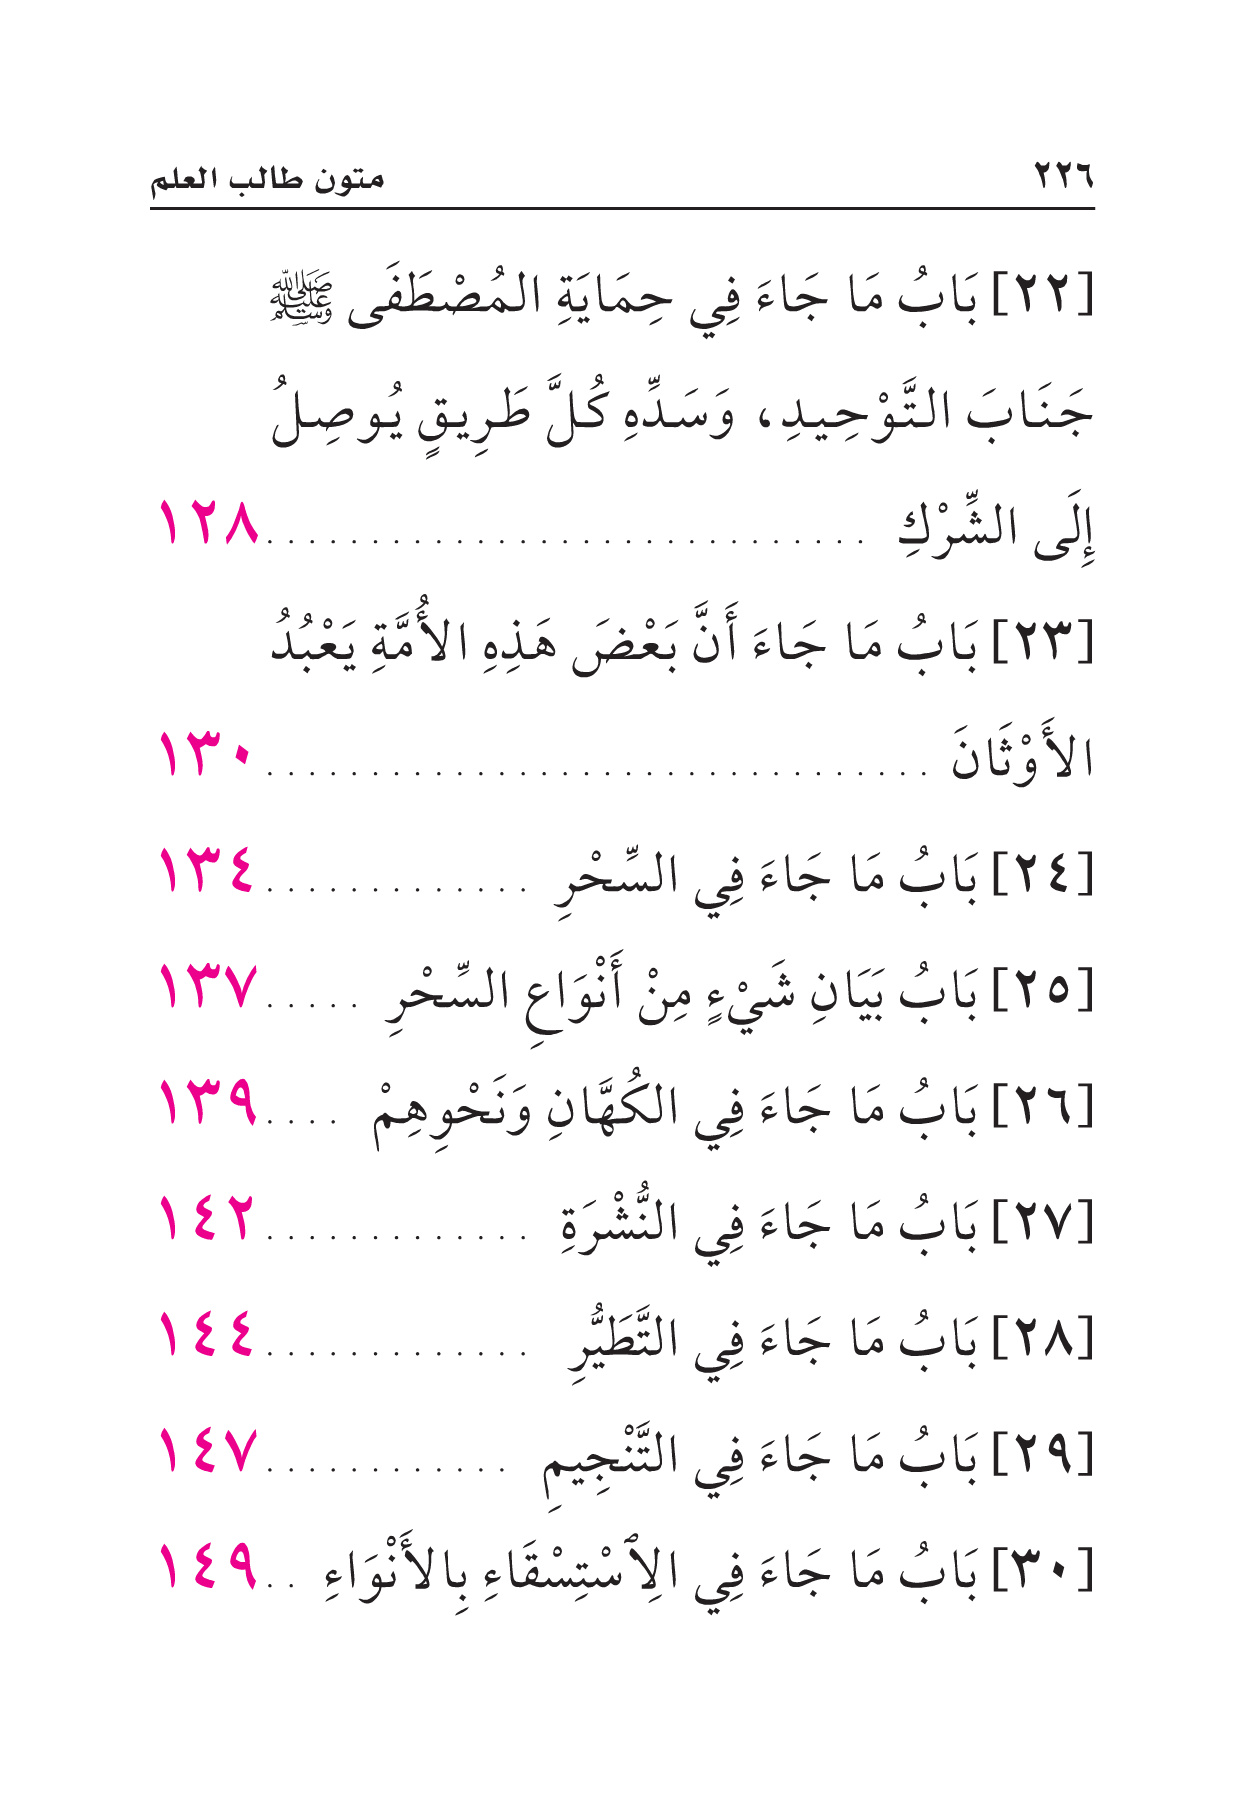 ٢٢٦ متون طالب العلم
[٢٢] بَابُ مَا جَاءَ فِي حِمَايَةِ المُصْطَفَى ﷺ
جَنَابَ التَّوْحِيدِ، وَسَدِّهِ كُلَّ طَرِيقٍ يُوصِلُ
إِلَى الشِّرْكِ . . . . . . . . . . . . . . . . . . . . . . . . . . . . . ١٢٨
[٢٣] بَابُ مَا جَاءَ أَنَّ بَعْضَ هَذِهِ الأُمَّةِ يَعْبُدُ
الأَوْثَانَ . . . . . . . . . . . . . . . . . . . . . . . . . . . . . . . . ١٣٠
[٢٤] بَابُ مَا جَاءَ فِي السِّحْرِ . . . . . . . . . . . . . ١٣٤
[٢٥] بَابُ بَيَانِ شَيْءٍ مِنْ أَنْوَاعِ السِّحْرِ . . . . . ١٣٧
[٢٦] بَابُ مَا جَاءَ فِي الكُهَّانِ وَنَحْوِهِمْ . . . . ١٣٩
[٢٧] بَابُ مَا جَاءَ فِي النُّشْرَةِ . . . . . . . . . . . . . ١٤٢
[٢٨] بَابُ مَا جَاءَ فِي التَّطَيُّرِ . . . . . . . . . . . . . ١٤٤
[٢٩] بَابُ مَا جَاءَ فِي التَّنْجِيمِ . . . . . . . . . . . . ١٤٧
[٣٠] بَابُ مَا جَاءَ فِي الِٱسْتِسْقَاءِ بِالأَنْوَاءِ . . ١٤٩